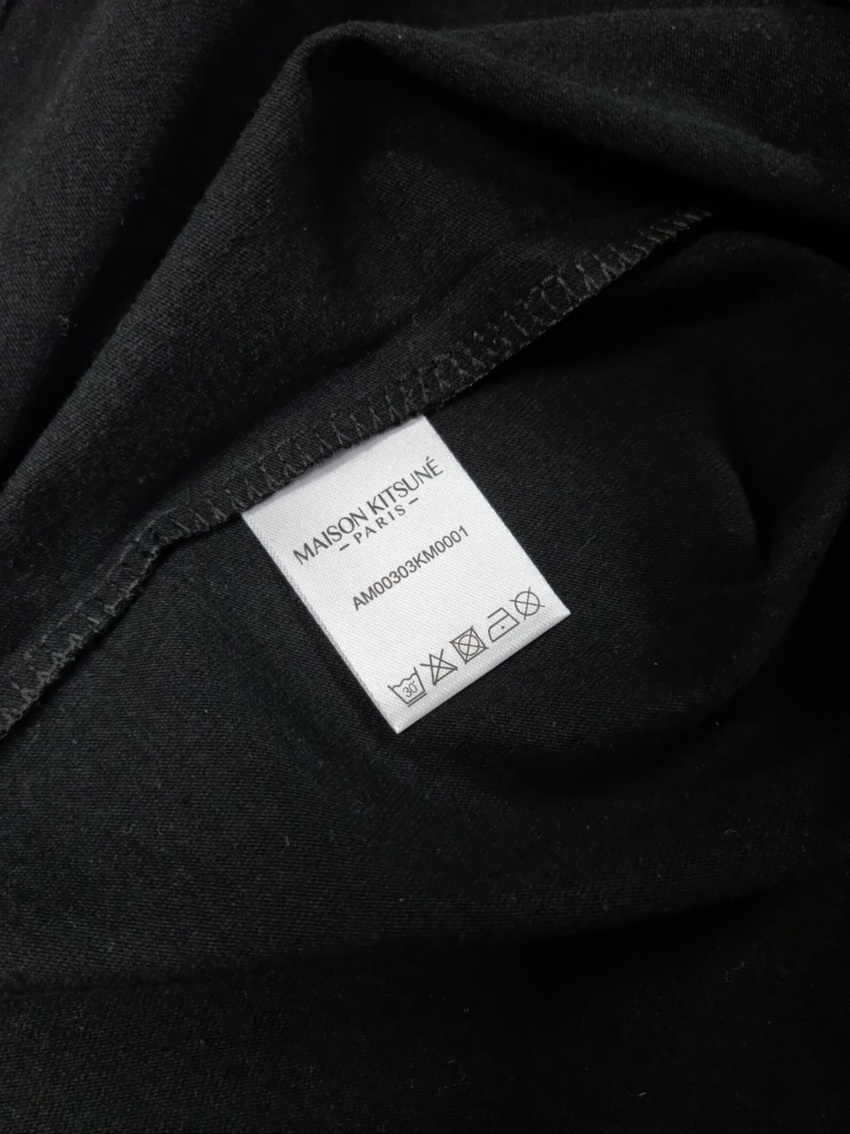 MAISON KITSUNÉ
– PARIS –
AM00303KM0001
30°